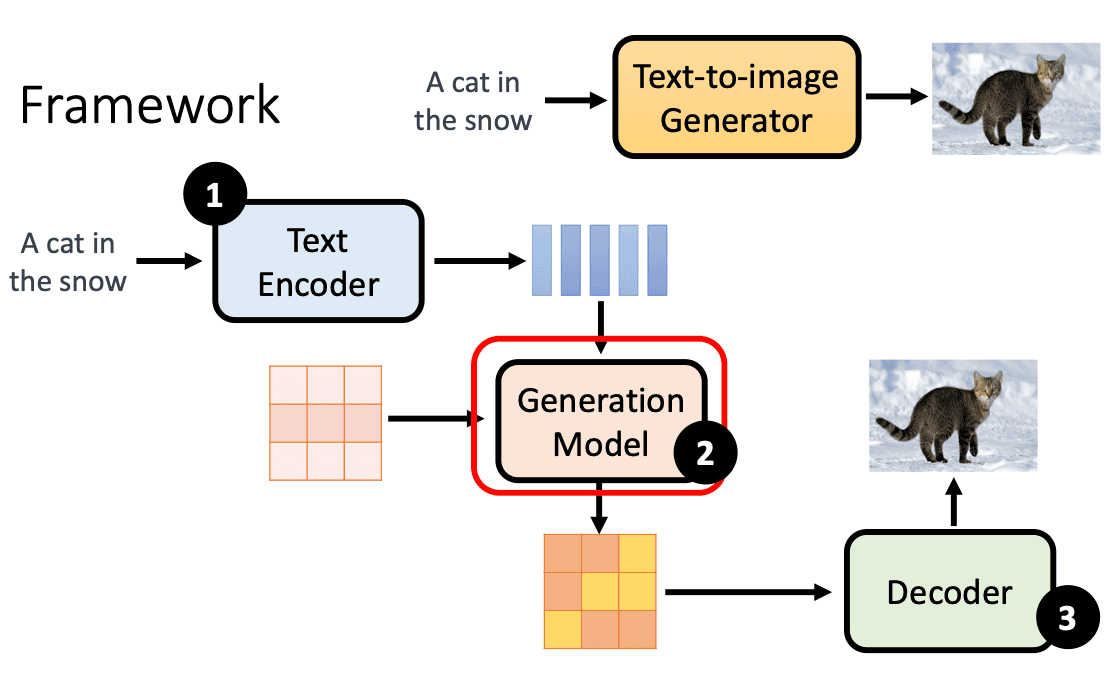 Framework
A cat in
the snow
Text-to-image
Generator
1
A cat in
the snow
Text
Encoder
Generation
Model
2
Decoder
3